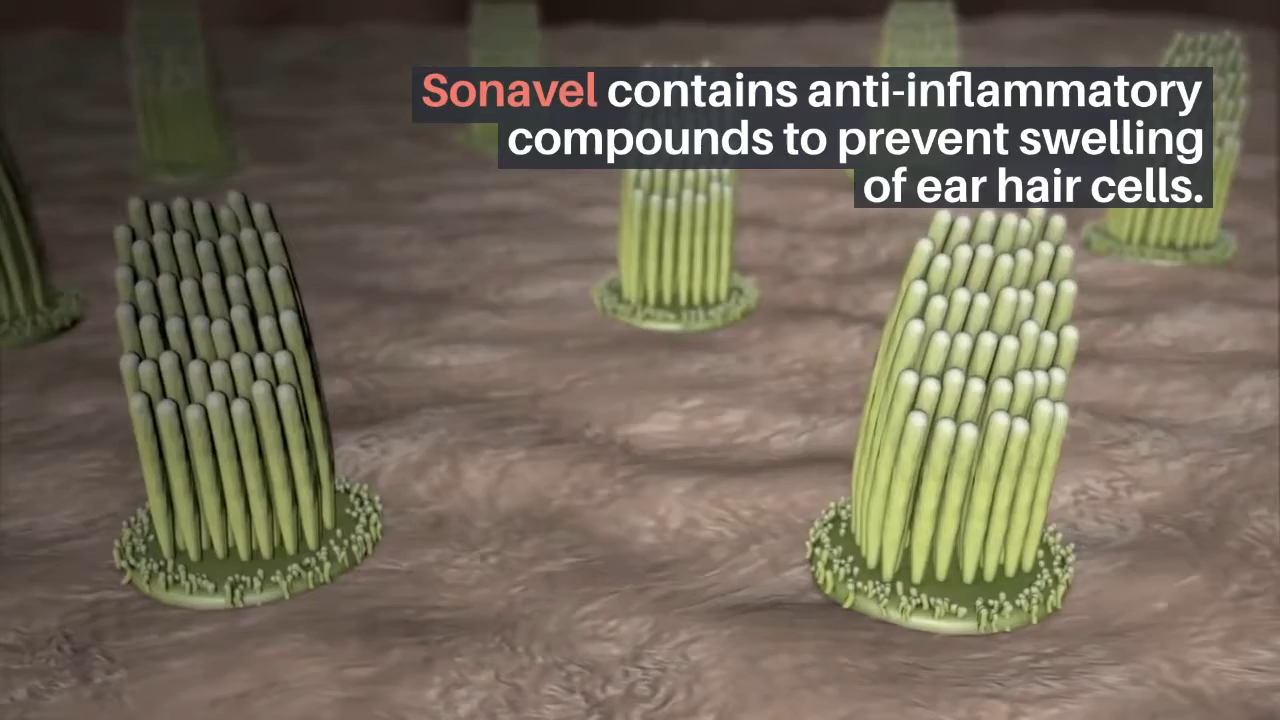 Sonavel contains anti-inflammatory
compounds to prevent swelling
of ear hair cells.